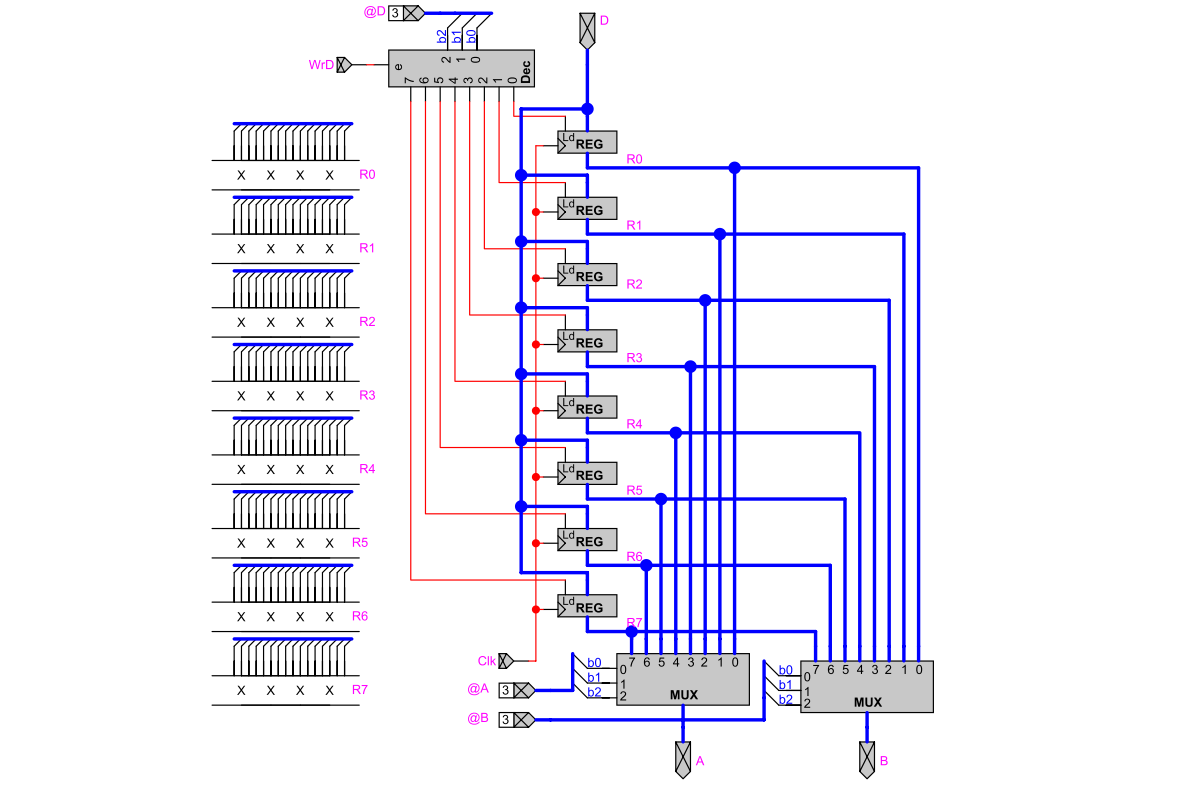 @D 3
b2 b1 b0
D
WrD
e 2 1 0 Dec
7 6 5 4 3 2 1 0
Ld REG
R0
X X X X R0
Ld REG
R1
X X X X R1
Ld REG
R2
X X X X R2
Ld REG
R3
X X X X R3
Ld REG
R4
X X X X R4
Ld REG
R5
X X X X R5
Ld REG
R6
X X X X R6
Ld REG
R7
X X X X R7
Clk
@A 3
b0 b1 b2
7 6 5 4 3 2 1 0
0 1 2
MUX
@B 3
b0 b1 b2
7 6 5 4 3 2 1 0
0 1 2
MUX
A
B